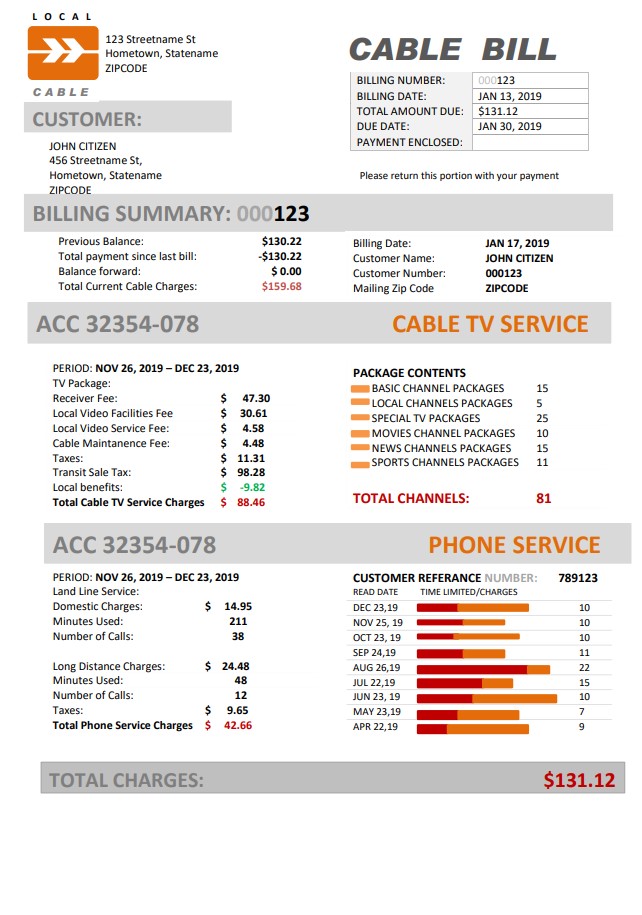 LOCAL
CABLE
123 Streetname St
Hometown, Statename
ZIPCODE
CABLE BILL
BILLING NUMBER: 000123
BILLING DATE: JAN 13, 2019
TOTAL AMOUNT DUE: $131.12
DUE DATE: JAN 30, 2019
PAYMENT ENCLOSED:
CUSTOMER:
JOHN CITIZEN
456 Streetname St,
Hometown, Statename
ZIPCODE
Please return this portion with your payment
BILLING SUMMARY: 000123
Previous Balance: $130.22
Total payment since last bill: -$130.22
Balance forward: $ 0.00
Total Current Cable Charges: $159.68
Billing Date: JAN 17, 2019
Customer Name: JOHN CITIZEN
Customer Number: 000123
Mailing Zip Code ZIPCODE
ACC 32354-078 CABLE TV SERVICE
PERIOD: NOV 26, 2019 – DEC 23, 2019
TV Package:
Receiver Fee: $ 47.30
Local Video Facilities Fee $ 30.61
Local Video Service Fee: $ 4.58
Cable Maintanence Fee: $ 4.48
Taxes: $ 11.31
Transit Sale Tax: $ 98.28
Local benefits: $ -9.82
Total Cable TV Service Charges $ 88.46
PACKAGE CONTENTS
BASIC CHANNEL PACKAGES 15
LOCAL CHANNELS PACKAGES 5
SPECIAL TV PACKAGES 25
MOVIES CHANNEL PACKAGES 10
NEWS CHANNEL PACKAGES 15
SPORTS CHANNEL PACKAGES 11
TOTAL CHANNELS: 81
ACC 32354-078 PHONE SERVICE
PERIOD: NOV 26, 2019 – DEC 23, 2019
Land Line Service:
Domestic Charges: $ 14.95
Minutes Used: 211
Number of Calls: 38
Long Distance Charges: $ 24.48
Minutes Used: 48
Number of Calls: 12
Taxes: $ 9.65
Total Phone Service Charges $ 42.66
CUSTOMER REFERANCE NUMBER: 789123
READ DATE TIME LIMITED/CHARGES
DEC 23,19 10
NOV 25, 19 10
OCT 23, 19 10
SEP 24,19 11
AUG 26,19 22
JUL 22,19 15
JUN 23, 19 10
MAY 23,19 7
APR 22,19 9
TOTAL CHARGES: $131.12